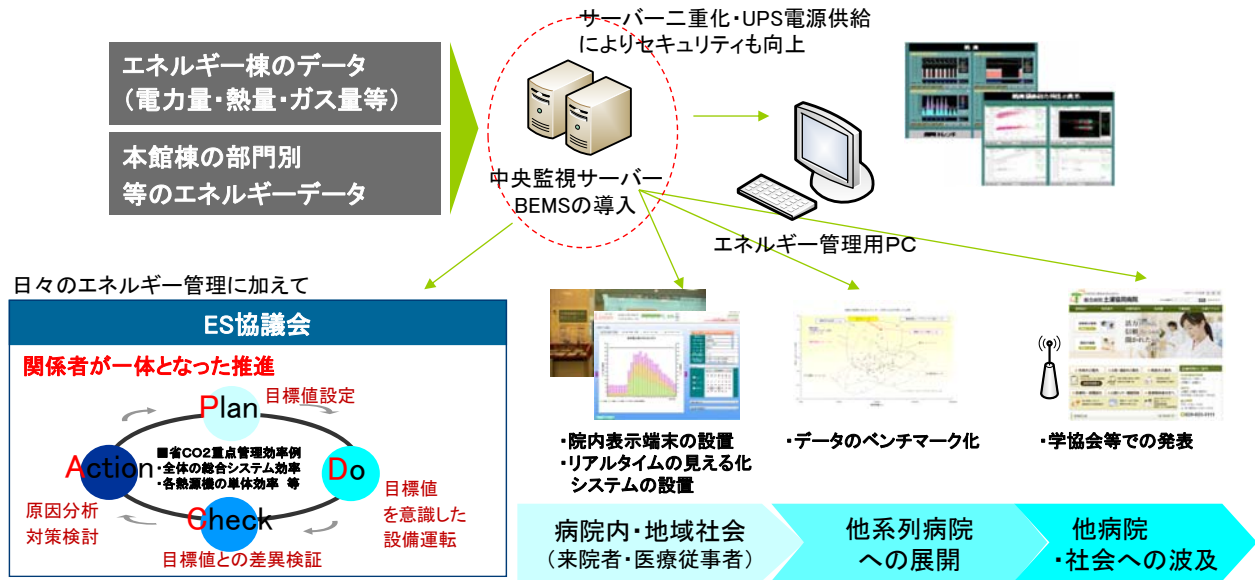 サーバー二重化・UPS電源供給
によりセキュリティも向上
エネルギー棟のデータ
（電力量・熱量・ガス量等）
本館棟の部門別
等のエネルギーデータ
中央監視サーバー
BEMSの導入
エネルギー管理用PC
日々のエネルギー管理に加えて
ES協議会
関係者が一体となった推進
Plan
目標値設定
■省CO2重点管理効率例
・全体の総合システム効率
・各熱源機の単体効率 等
Action
Do
原因分析
対策検討
目標値
を意識した
設備運転
Check
目標値との差異検証
土浦協同病院
・院内表示端末の設置
・リアルタイムの見える化
システムの設置
・データのベンチマーク化
・学協会等での発表
病院内・地域社会
（来院者・医療従事者）
他系列病院
への展開
他病院
・社会への波及